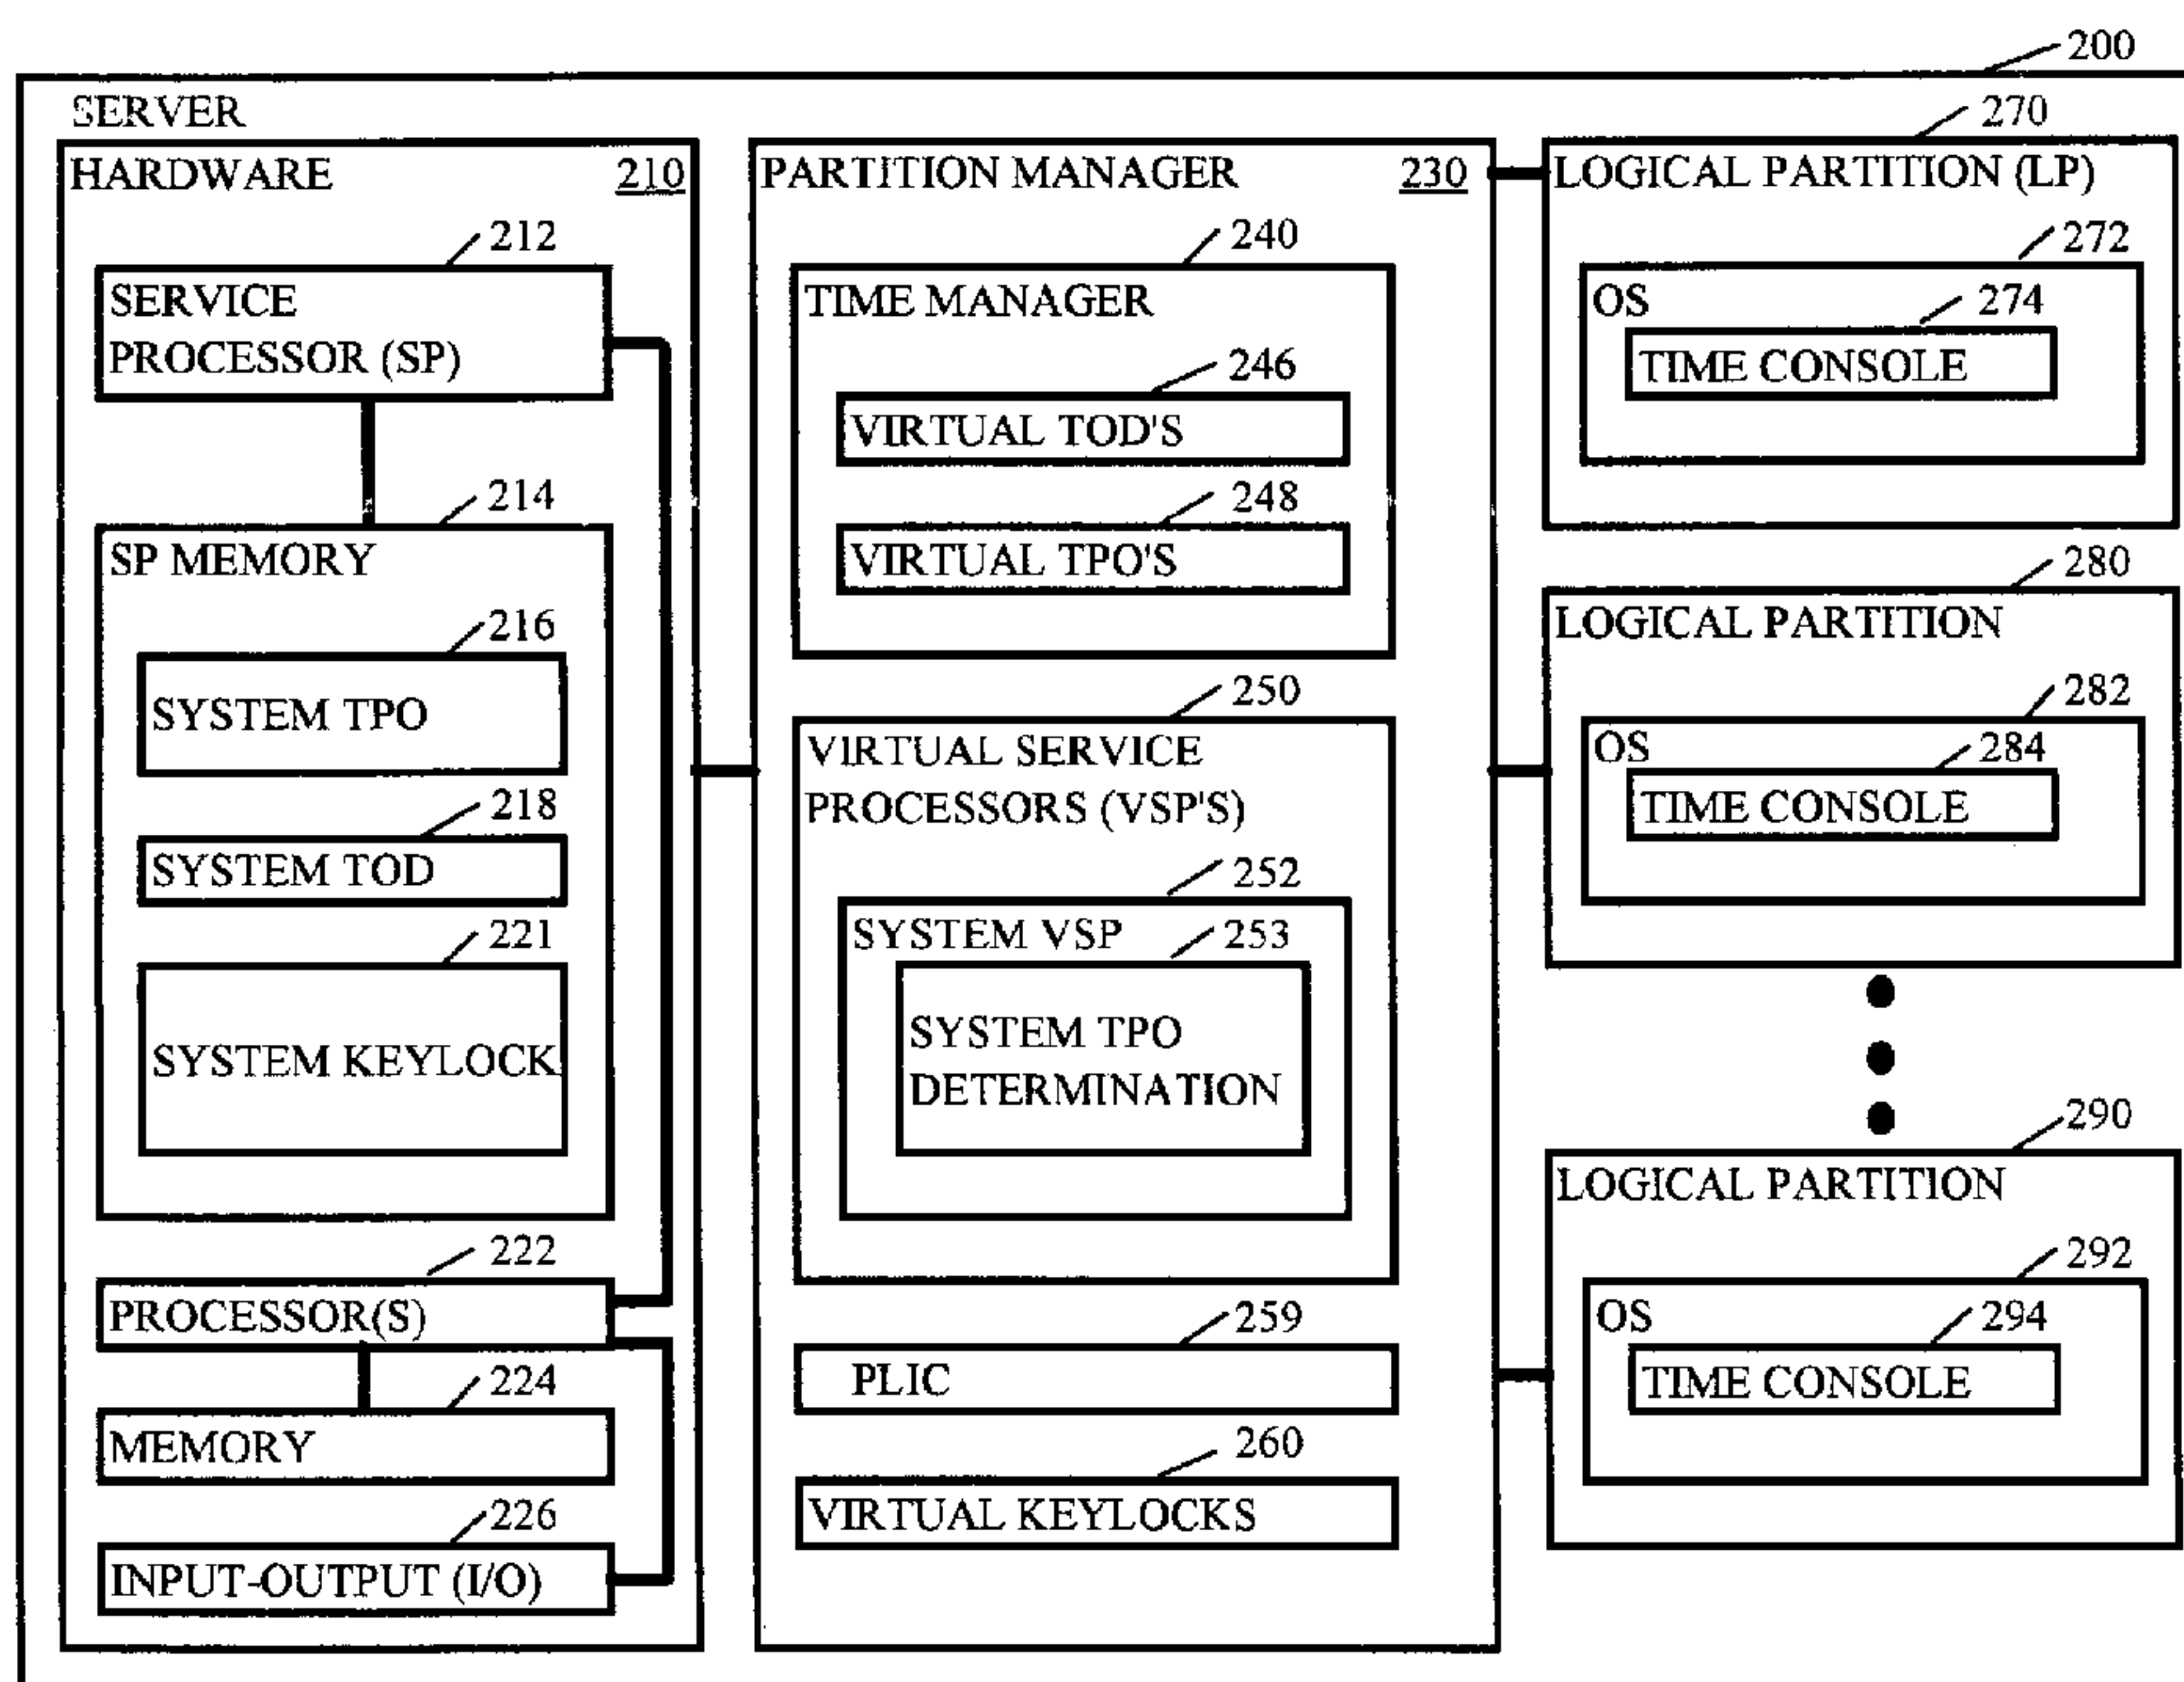 200
SERVER
HARDWARE 210
212
SERVICE
PROCESSOR (SP)
214
SP MEMORY
216
SYSTEM TPO
218
SYSTEM TOD
221
SYSTEM KEYLOCK
222
PROCESSOR(S)
224
MEMORY
226
INPUT-OUTPUT (I/O)
PARTITION MANAGER 230
240
TIME MANAGER
246
VIRTUAL TOD'S
248
VIRTUAL TPO'S
250
VIRTUAL SERVICE
PROCESSORS (VSP'S)
252
SYSTEM VSP 253
SYSTEM TPO
DETERMINATION
259
PLIC
260
VIRTUAL KEYLOCKS
270
LOGICAL PARTITION (LP)
272
OS 274
TIME CONSOLE
280
LOGICAL PARTITION
282
OS 284
TIME CONSOLE
290
LOGICAL PARTITION
292
OS 294
TIME CONSOLE